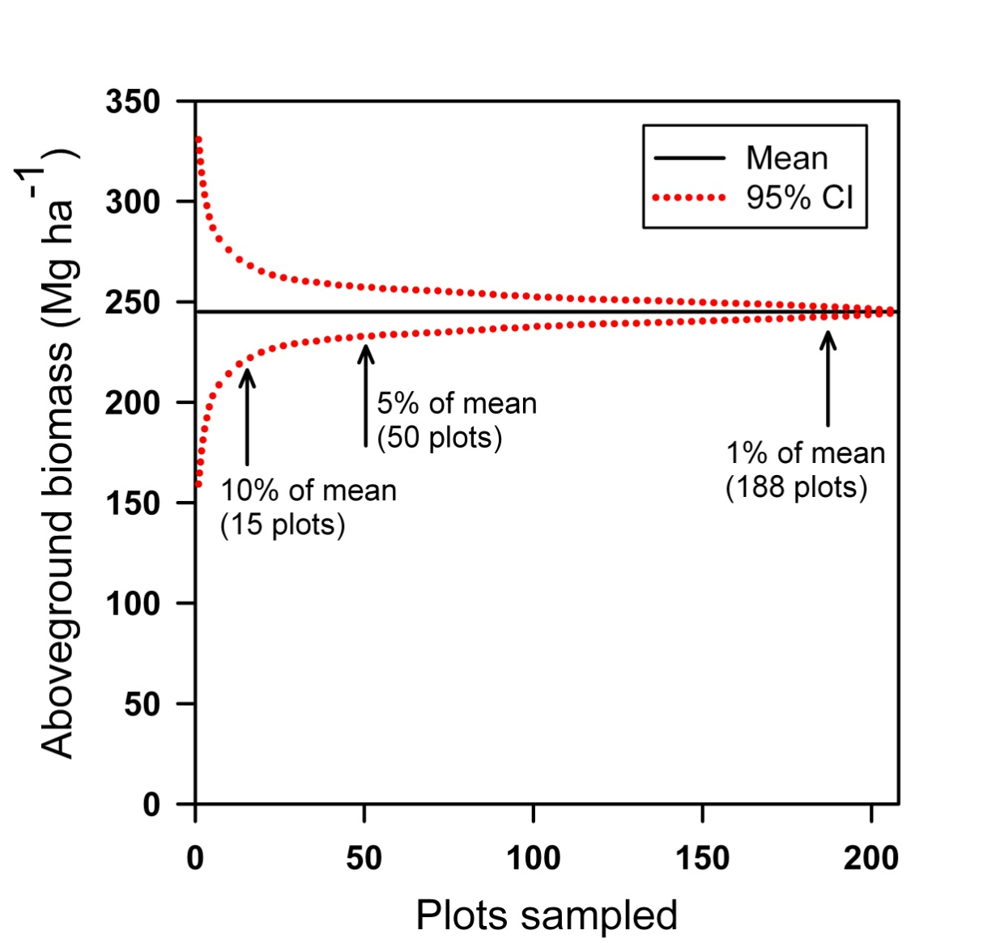 350
300
250
200
150
100
50
0
Aboveground biomass (Mg ha -1)
Mean
95% CI
5% of mean
(50 plots)
1% of mean
(188 plots)
10% of mean
(15 plots)
0 50 100 150 200
Plots sampled